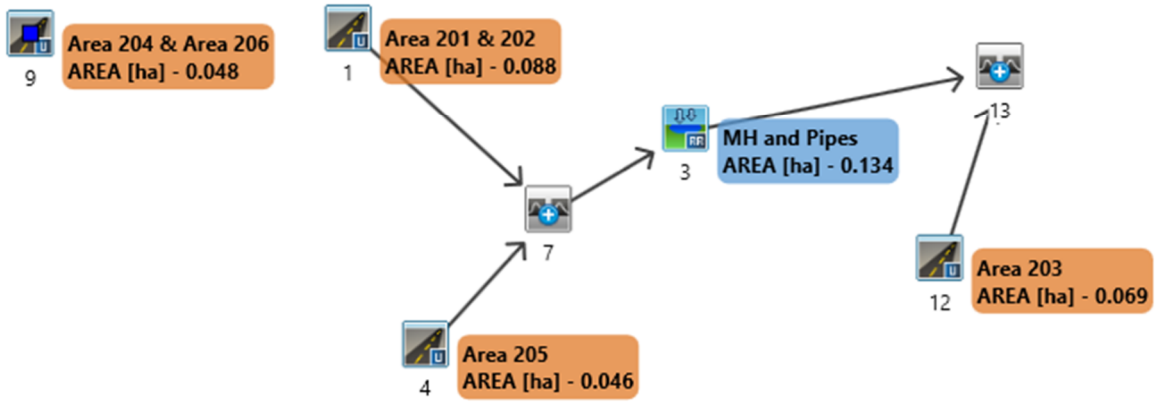 Area 204 & Area 206
AREA [ha] - 0.048
U
9
Area 201 & 202
AREA [ha] - 0.088
U
1
13
MH and Pipes
AREA [ha] - 0.134
RR
3
7
Area 203
AREA [ha] - 0.069
U
12
Area 205
AREA [ha] - 0.046
U
4